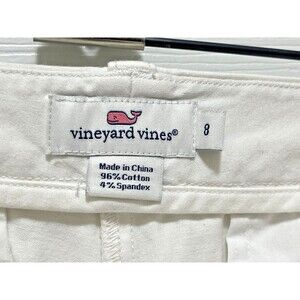 vineyard vines®
8
Made in China
96% Cotton
4% Spandex